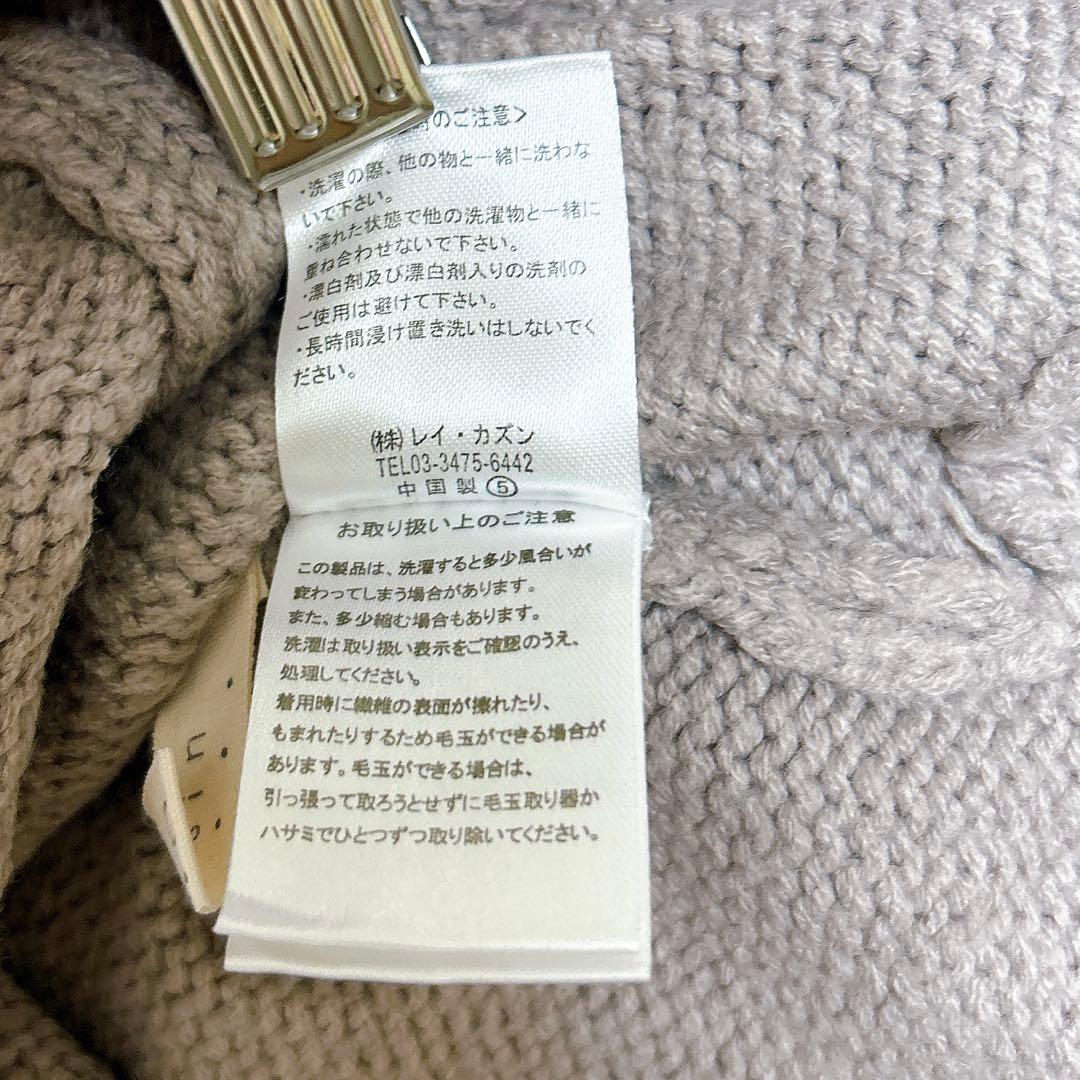 のご注意>
・洗濯の際、他の物と一緒に洗わな
いで下さい。
・濡れた状態で他の洗濯物と一緒に
重ね合わせないで下さい。
・漂白剤及び漂白剤入りの洗剤の
ご使用は避けて下さい。
・長時間浸け置き洗いはしないでく
ださい。
㈱レイ・カズン
TEL03-3475-6442
中国製⑤
お取り扱い上のご注意
この製品は、洗濯すると多少風合いが
変わってしまう場合があります。
また、多少縮む場合もあります。
洗濯は取り扱い表示をご確認のうえ、
処理してください。
着用時に繊維の表面が擦れたり、
もまれたりするため毛玉ができる場合が
あります。毛玉ができる場合は、
引っ張って取ろうとせずに毛玉取り器か
ハサミでひとつずつ取り除いてください。